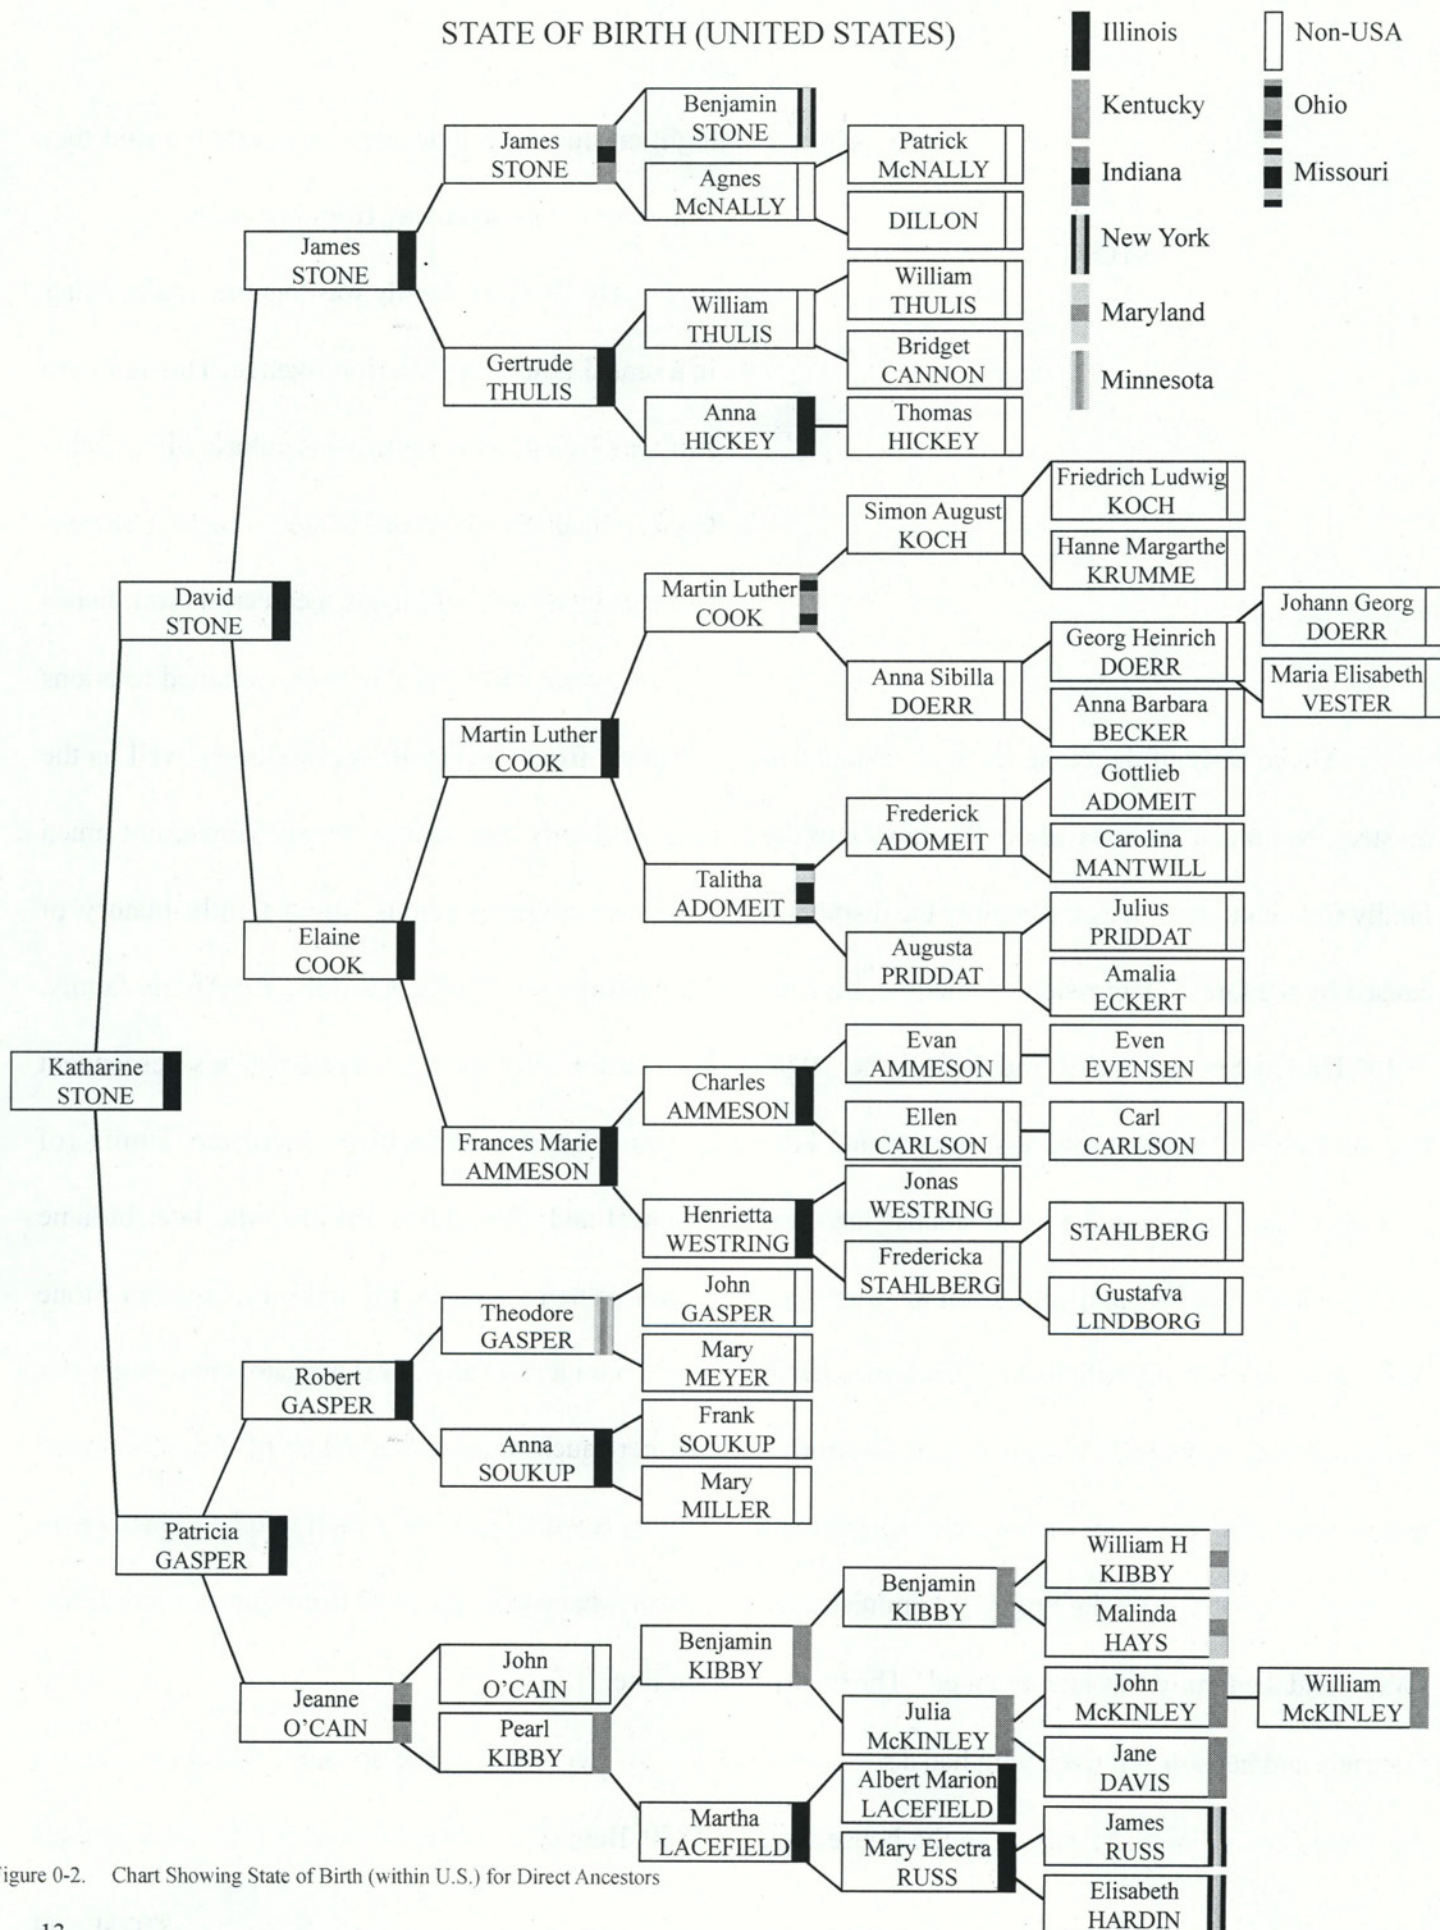 STATE OF BIRTH (UNITED STATES)
Illinois
Non-USA
Kentucky
Ohio
Indiana
Missouri
New York
Maryland
Minnesota
Benjamin
STONE
James
STONE
Patrick
McNALLY
Agnes
McNALLY
DILLON
James
STONE
William
THULIS
William
THULIS
Bridget
CANNON
Gertrude
THULIS
Anna
HICKEY
Thomas
HICKEY
Friedrich Ludwig
KOCH
Simon August
KOCH
Hanne Margarthe
KRUMME
Martin Luther
COOK
David
STONE
Johann Georg
DOERR
Georg Heinrich
DOERR
Maria Elisabeth
VESTER
Anna Sibilla
DOERR
Anna Barbara
BECKER
Martin Luther
COOK
Gottlieb
ADOMEIT
Frederick
ADOMEIT
Carolina
MANTWILL
Talitha
ADOMEIT
Julius
PRIDDAT
Augusta
PRIDDAT
Amalia
ECKERT
Elaine
COOK
Evan
AMMESON
Even
EVENSEN
Charles
AMMESON
Ellen
CARLSON
Carl
CARLSON
Katharine
STONE
Frances Marie
AMMESON
Jonas
WESTRING
Henrietta
WESTRING
STAHLBERG
Fredericka
STAHLBERG
Gustafva
LINDBORG
John
GASPER
Theodore
GASPER
Mary
MEYER
Robert
GASPER
Frank
SOUKUP
Anna
SOUKUP
Mary
MILLER
Patricia
GASPER
William H
KIBBY
Benjamin
KIBBY
Malinda
HAYS
Benjamin
KIBBY
John
O'CAIN
John
McKINLEY
William
McKINLEY
Jeanne
O'CAIN
Julia
McKINLEY
Pearl
KIBBY
Jane
DAVIS
Albert Marion
LACEFIELD
Martha
LACEFIELD
James
RUSS
Mary Electra
RUSS
Elisabeth
HARDIN
igure 0-2. Chart Showing State of Birth (within U.S.) for Direct Ancestors